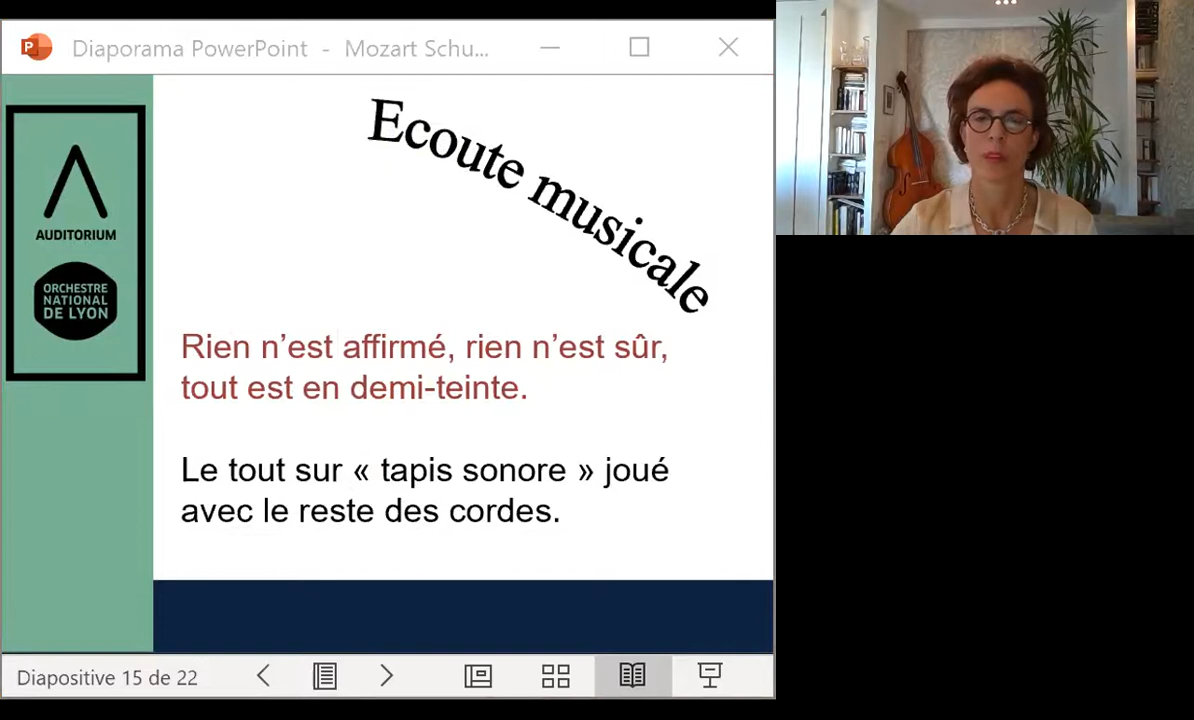 Diaporama PowerPoint - Mozart Schu...
Ecoute musicale
AUDITORIUM
ORCHESTRE
NATIONAL
DE LYON
Rien n’est affirmé, rien n’est sûr,
tout est en demi-teinte.
Le tout sur « tapis sonore » joué
avec le reste des cordes.
Diapositive 15 de 22